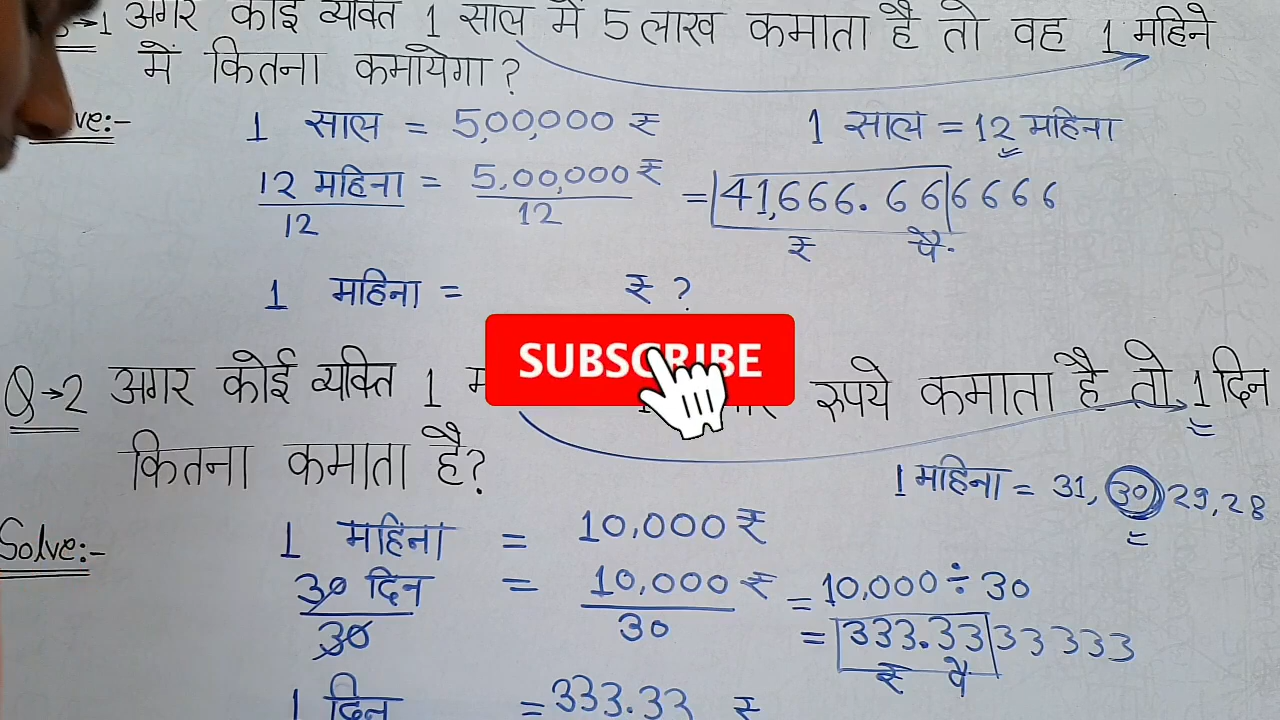 →1 अगर कोई व्यक्ति 1 साल में 5 लाख कमाता है तो वह 1 महिने
में कितना कमायेगा ?
1 साल = 5,00,000 ₹ 1 साल = 12 महिना
12 महिना / 12 = 5,00,000 ₹ / 12 = 41,666.666666
₹ पै.
1 महिना = ₹ ?
SUBSCRIBE
Q→2 अगर कोई व्यक्ति 1 रुपये कमाता है तो 1 दिन
कितना कमाता है?
1 महिना = 31, 30, 29, 28
Solve:-
1 महिना = 10,000 ₹
30 दिन / 30 = 10,000 ₹ / 30 = 10,000 ÷ 30
= 333.3333333
₹ पै
1 दिन = 333.33 ₹